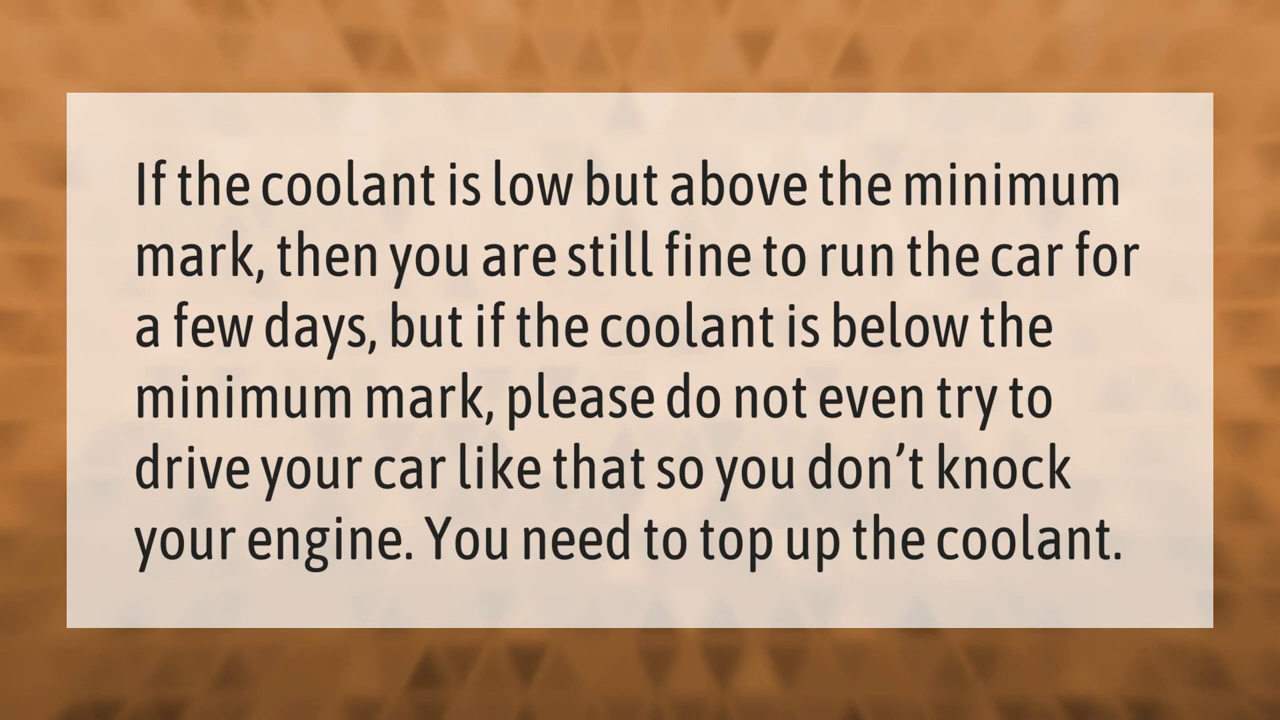 If the coolant is low but above the minimum
mark, then you are still fine to run the car for
a few days, but if the coolant is below the
minimum mark, please do not even try to
drive your car like that so you don’t knock
your engine. You need to top up the coolant.